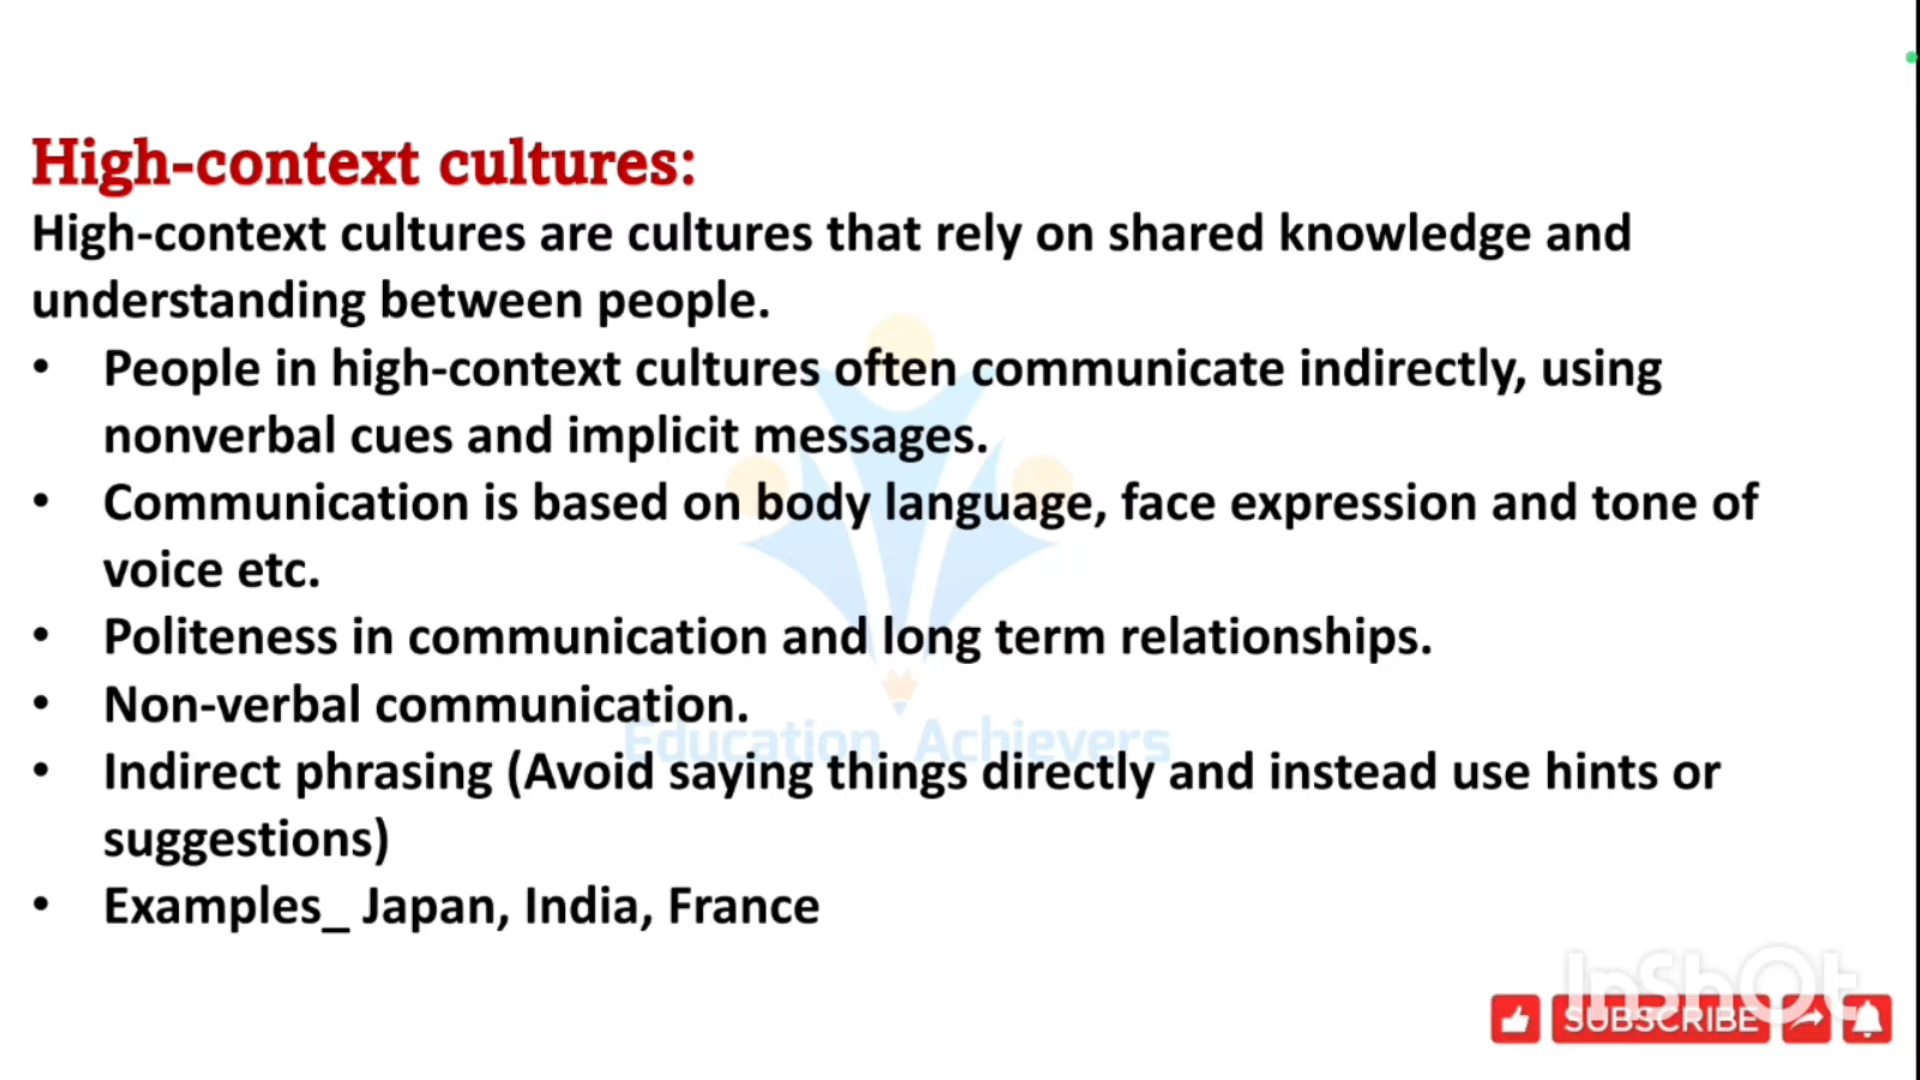 High-context cultures:
High-context cultures are cultures that rely on shared knowledge and
understanding between people.
• People in high-context cultures often communicate indirectly, using
nonverbal cues and implicit messages.
• Communication is based on body language, face expression and tone of
voice etc.
• Politeness in communication and long term relationships.
• Non-verbal communication.
Education Achievers
• Indirect phrasing (Avoid saying things directly and instead use hints or
suggestions)
• Examples_ Japan, India, France
InShOt
SUBSCRIBE